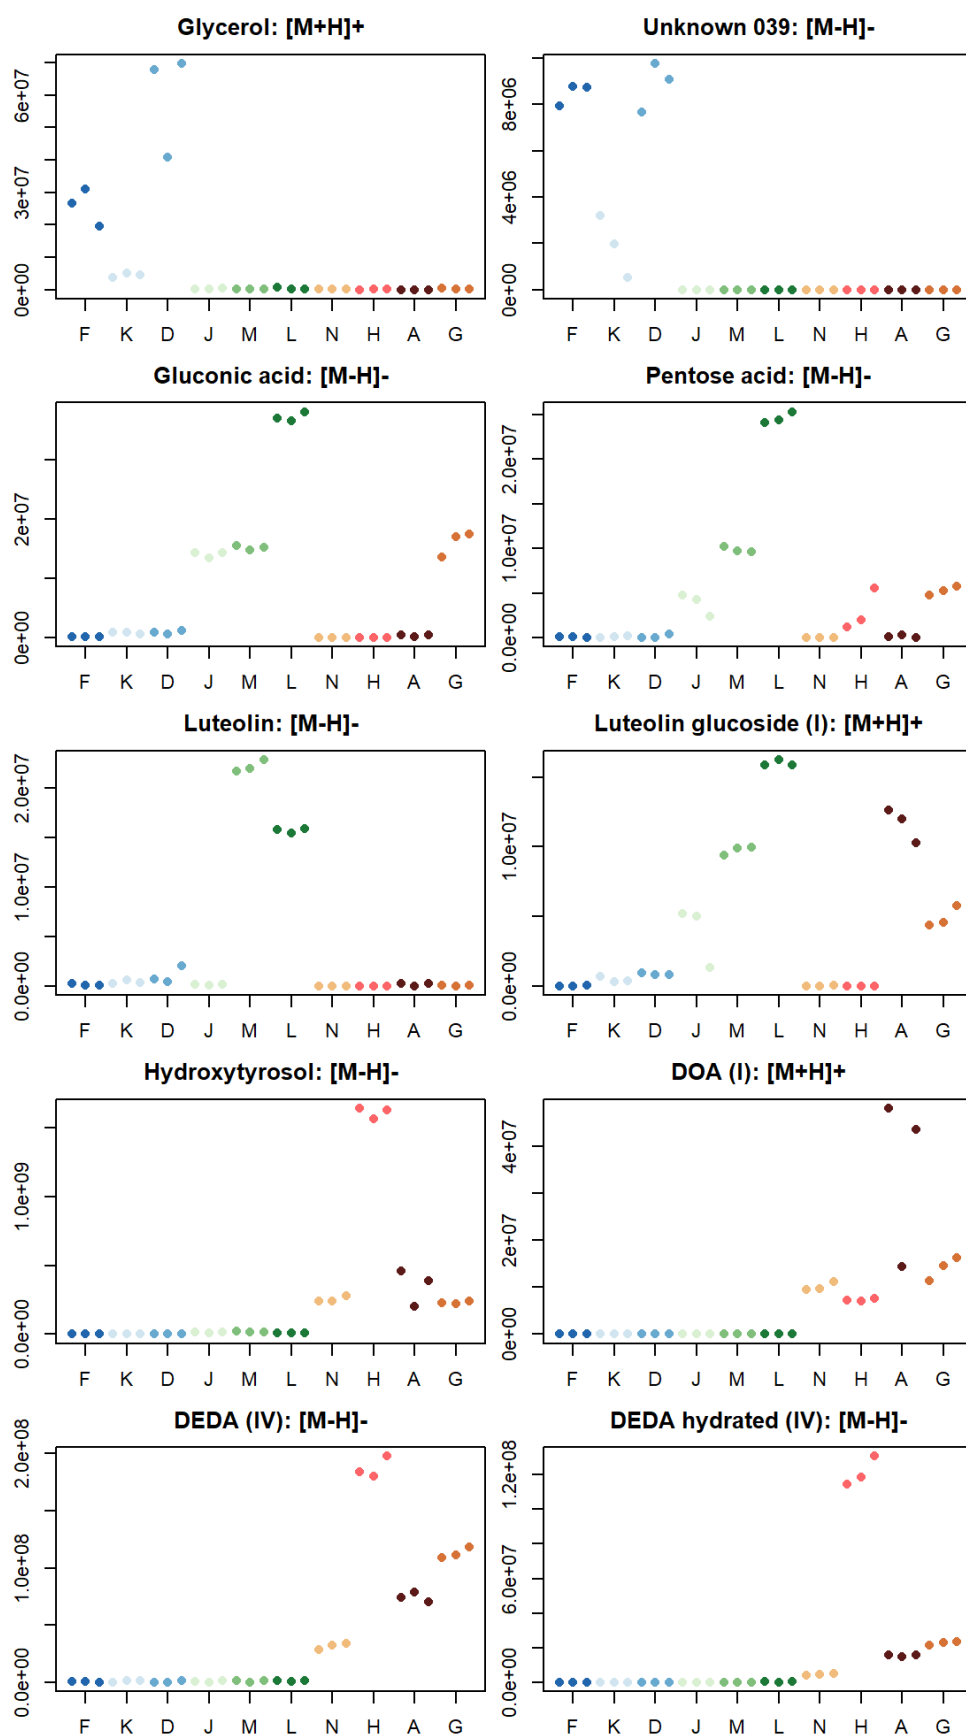 Glycerol: [M+H]+
0e+00 3e+07 6e+07
F K D J M L N H A G
Unknown 039: [M-H]-
0e+00 4e+06 8e+06
F K D J M L N H A G
Gluconic acid: [M-H]-
0e+00 2e+07
F K D J M L N H A G
Pentose acid: [M-H]-
0.0e+00 1.0e+07 2.0e+07
F K D J M L N H A G
Luteolin: [M-H]-
0.0e+00 1.0e+07 2.0e+07
F K D J M L N H A G
Luteolin glucoside (I): [M+H]+
0.0e+00 1.0e+07
F K D J M L N H A G
Hydroxytyrosol: [M-H]-
0.0e+00 1.0e+09
F K D J M L N H A G
DOA (I): [M+H]+
0e+00 2e+07 4e+07
F K D J M L N H A G
DEDA (IV): [M-H]-
0.0e+00 1.0e+08 2.0e+08
F K D J M L N H A G
DEDA hydrated (IV): [M-H]-
0.0e+00 6.0e+07 1.2e+08
F K D J M L N H A G